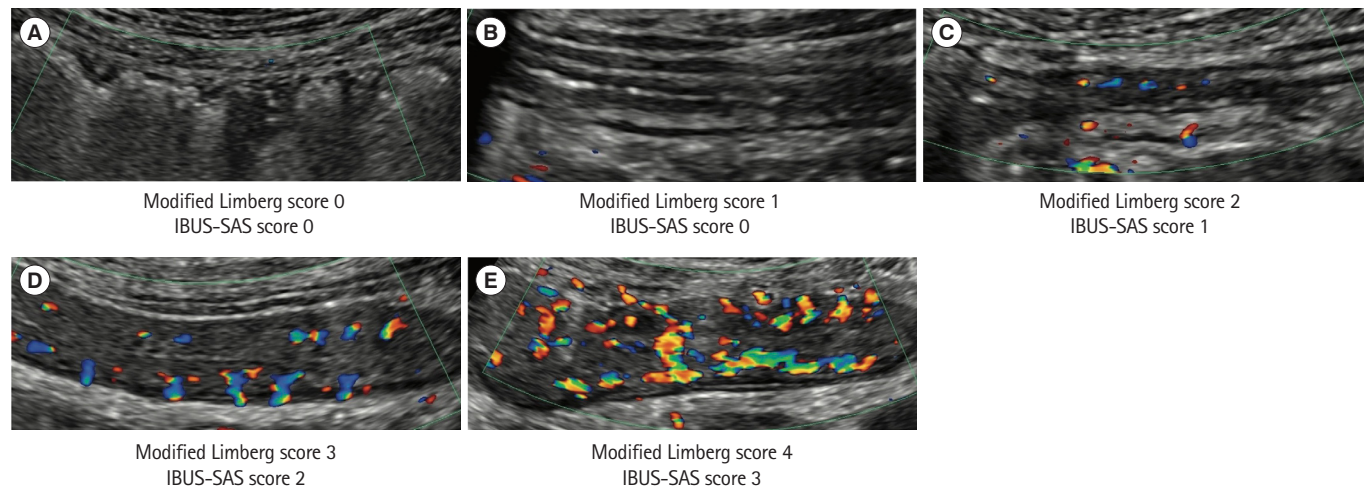 A
B
C
Modified Limberg score 0
IBUS-SAS score 0
Modified Limberg score 1
IBUS-SAS score 0
Modified Limberg score 2
IBUS-SAS score 1
D
E
Modified Limberg score 3
IBUS-SAS score 2
Modified Limberg score 4
IBUS-SAS score 3